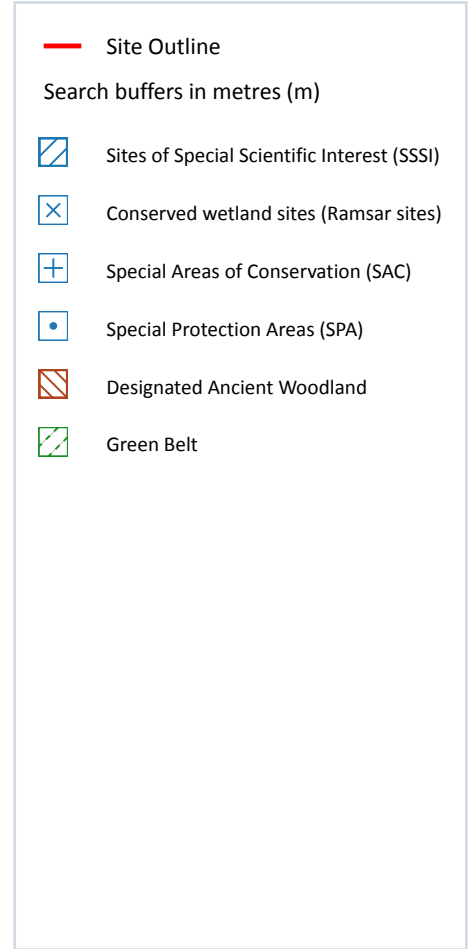 Site Outline
Search buffers in metres (m)
Sites of Special Scientific Interest (SSSI)
Conserved wetland sites (Ramsar sites)
Special Areas of Conservation (SAC)
Special Protection Areas (SPA)
Designated Ancient Woodland
Green Belt